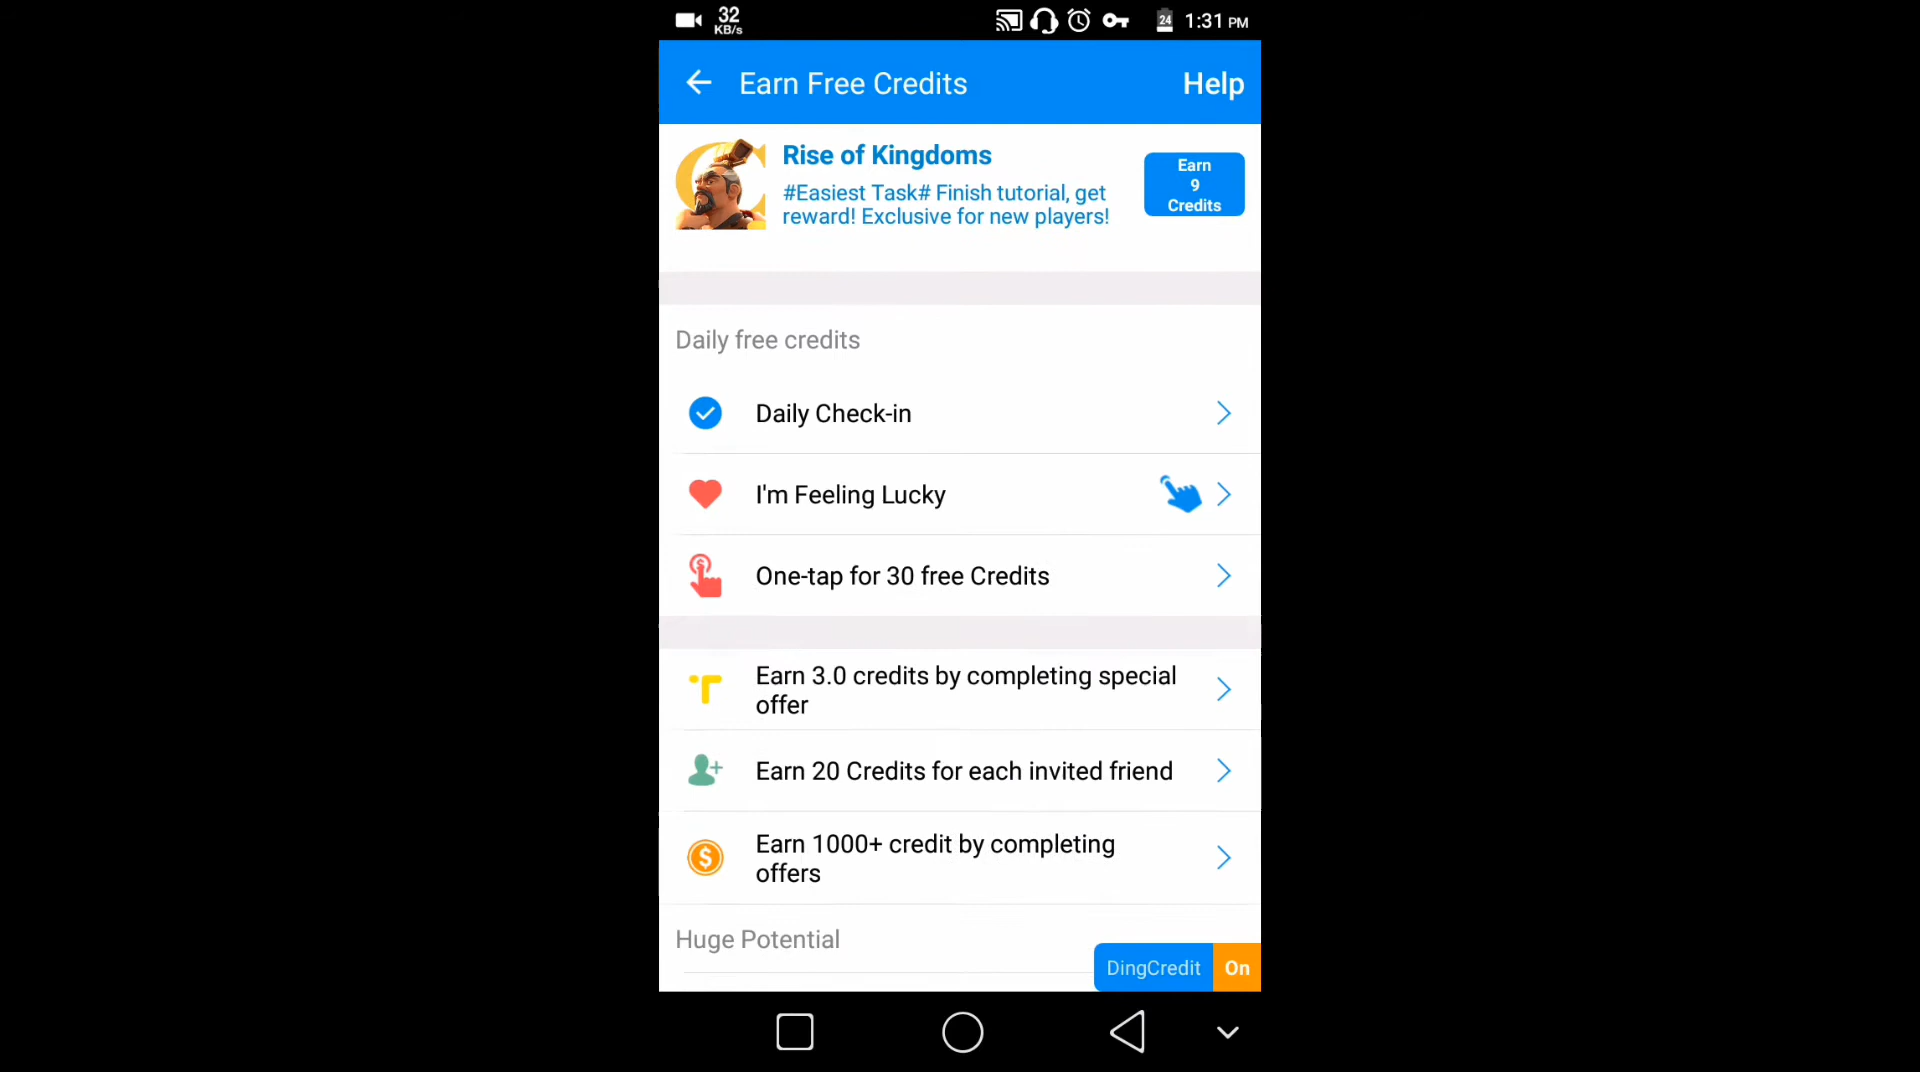 32
KB/s
24
1:31 PM
Earn Free Credits
Help
Rise of Kingdoms
#Easiest Task# Finish tutorial, get
reward! Exclusive for new players!
Earn
9
Credits
Daily free credits
Daily Check-in
I'm Feeling Lucky
One-tap for 30 free Credits
Earn 3.0 credits by completing special
offer
Earn 20 Credits for each invited friend
Earn 1000+ credit by completing
offers
Huge Potential
DingCredit
On